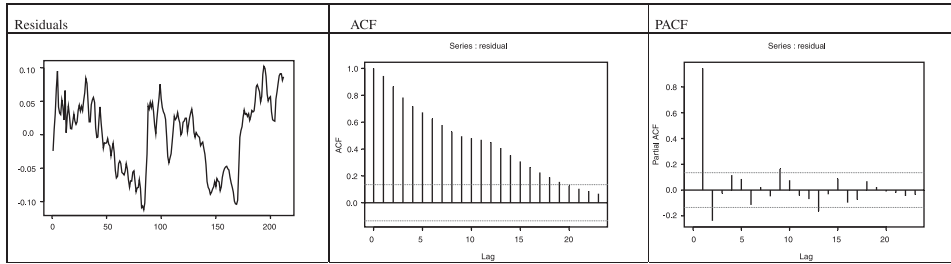 Residuals
ACF
PACF
0.10
0.05
0.0
-0.05
-0.10
0 50 100 150 200
Series : residual
ACF
1.0
0.8
0.6
0.4
0.2
0.0
0 5 10 15 20
Lag
Series : residual
Partial ACF
0.8
0.6
0.4
0.2
0.0
-0.2
0 5 10 15 20
Lag